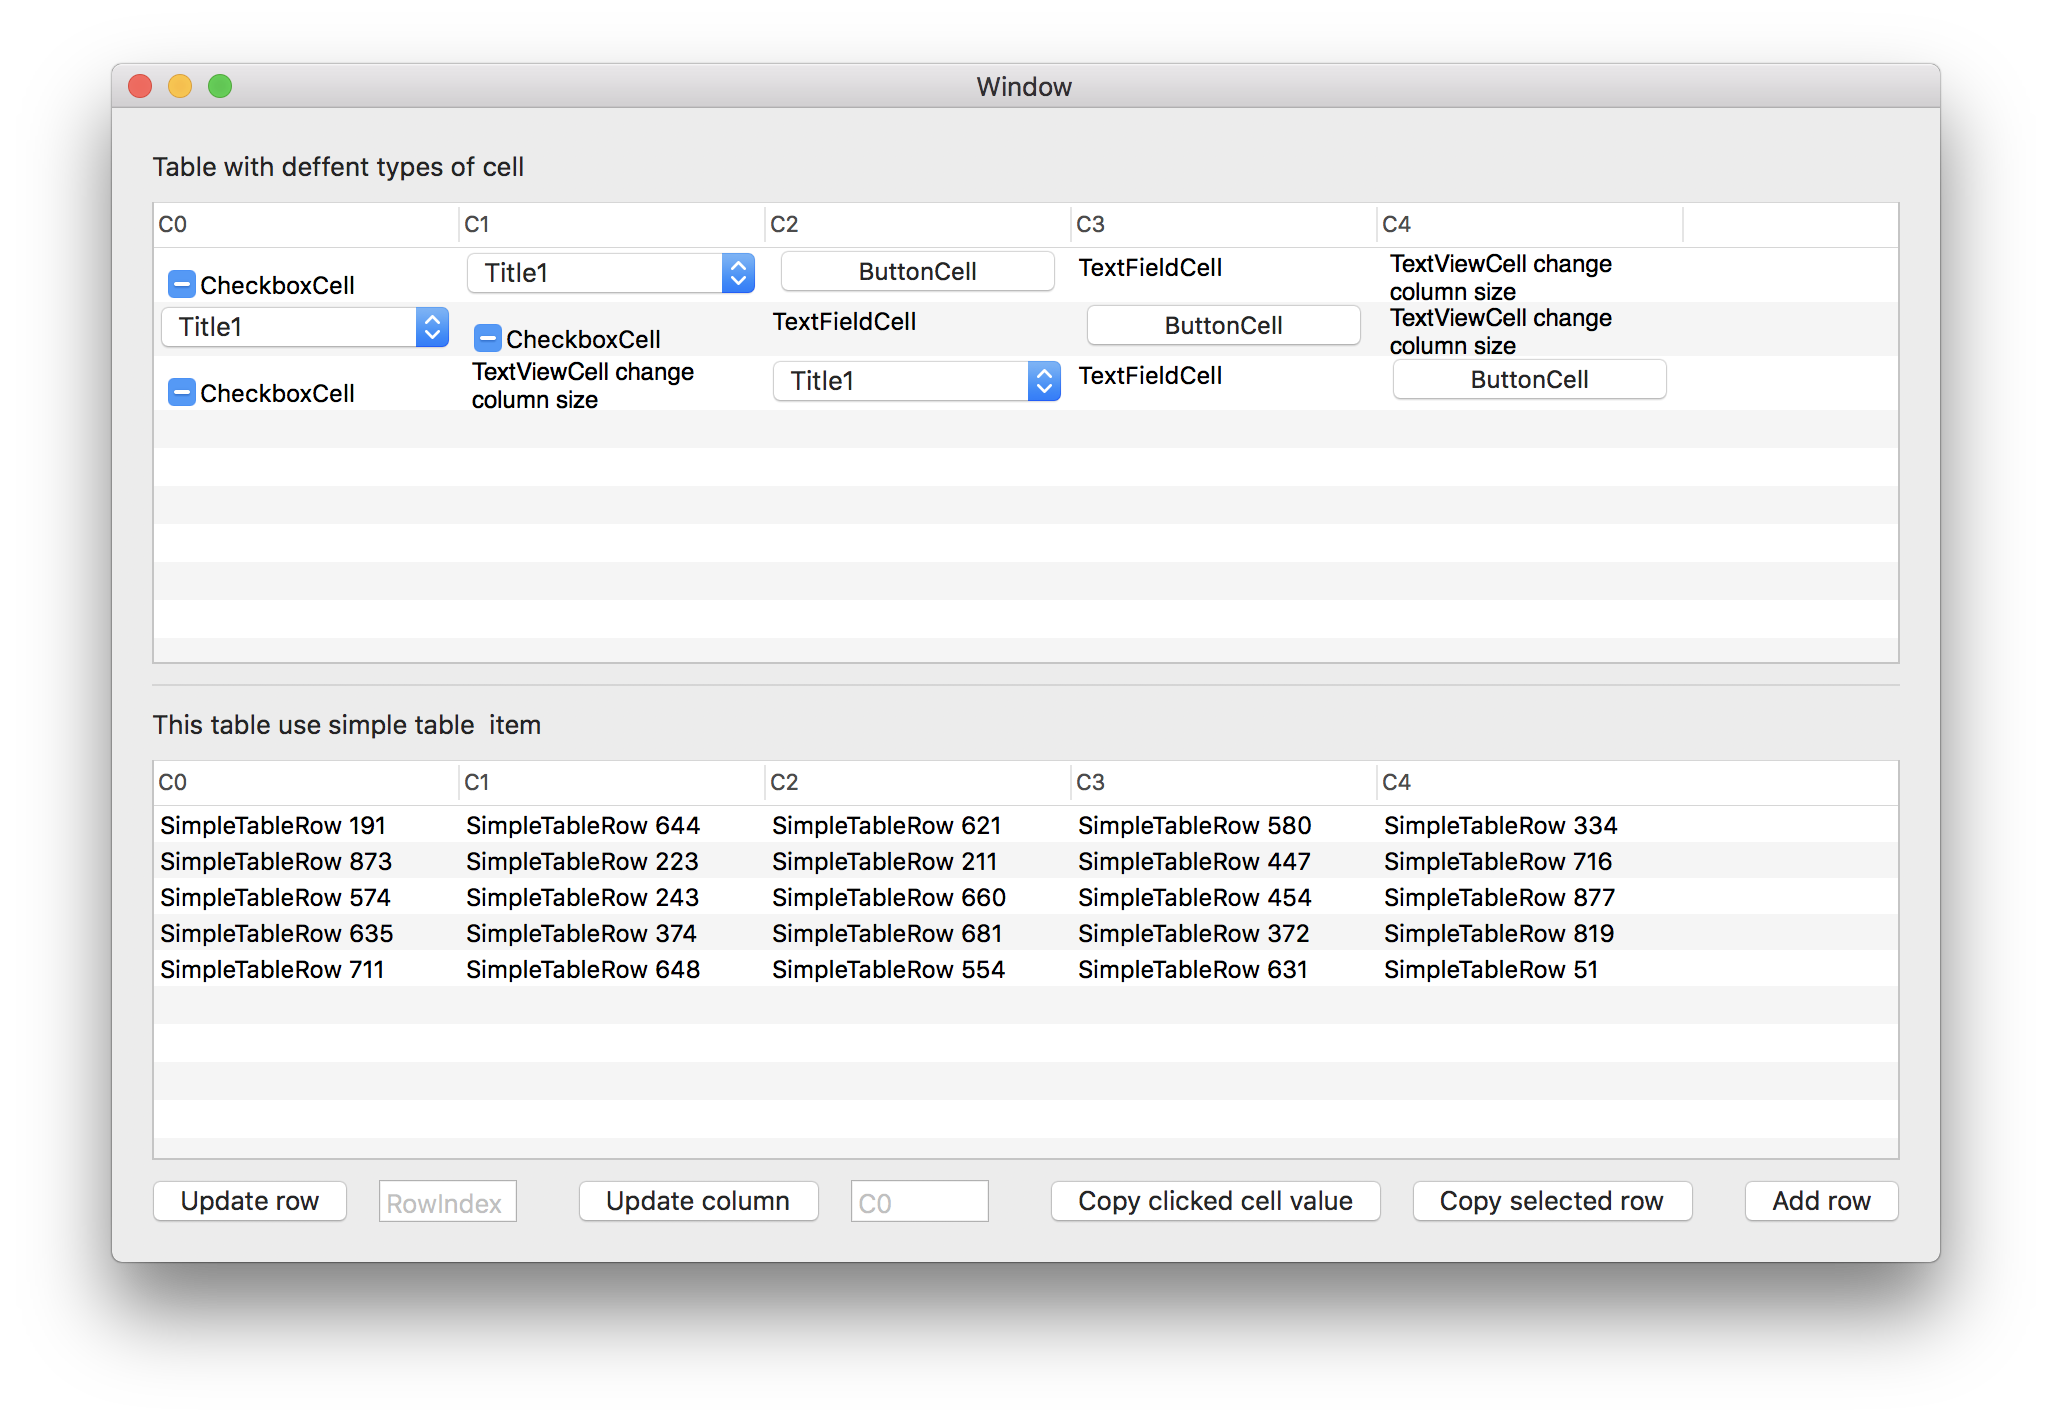 Window
Table with deffent types of cell
C0 C1 C2 C3 C4
CheckboxCell Title1 ButtonCell TextFieldCell TextViewCell change
column size
Title1 CheckboxCell TextFieldCell ButtonCell TextViewCell change
column size
CheckboxCell TextViewCell change Title1 TextFieldCell ButtonCell
column size
This table use simple table  item
C0 C1 C2 C3 C4
SimpleTableRow 191 SimpleTableRow 644 SimpleTableRow 621 SimpleTableRow 580 SimpleTableRow 334
SimpleTableRow 873 SimpleTableRow 223 SimpleTableRow 211 SimpleTableRow 447 SimpleTableRow 716
SimpleTableRow 574 SimpleTableRow 243 SimpleTableRow 660 SimpleTableRow 454 SimpleTableRow 877
SimpleTableRow 635 SimpleTableRow 374 SimpleTableRow 681 SimpleTableRow 372 SimpleTableRow 819
SimpleTableRow 711 SimpleTableRow 648 SimpleTableRow 554 SimpleTableRow 631 SimpleTableRow 51
Update row RowIndex Update column C0 Copy clicked cell value Copy selected row Add row